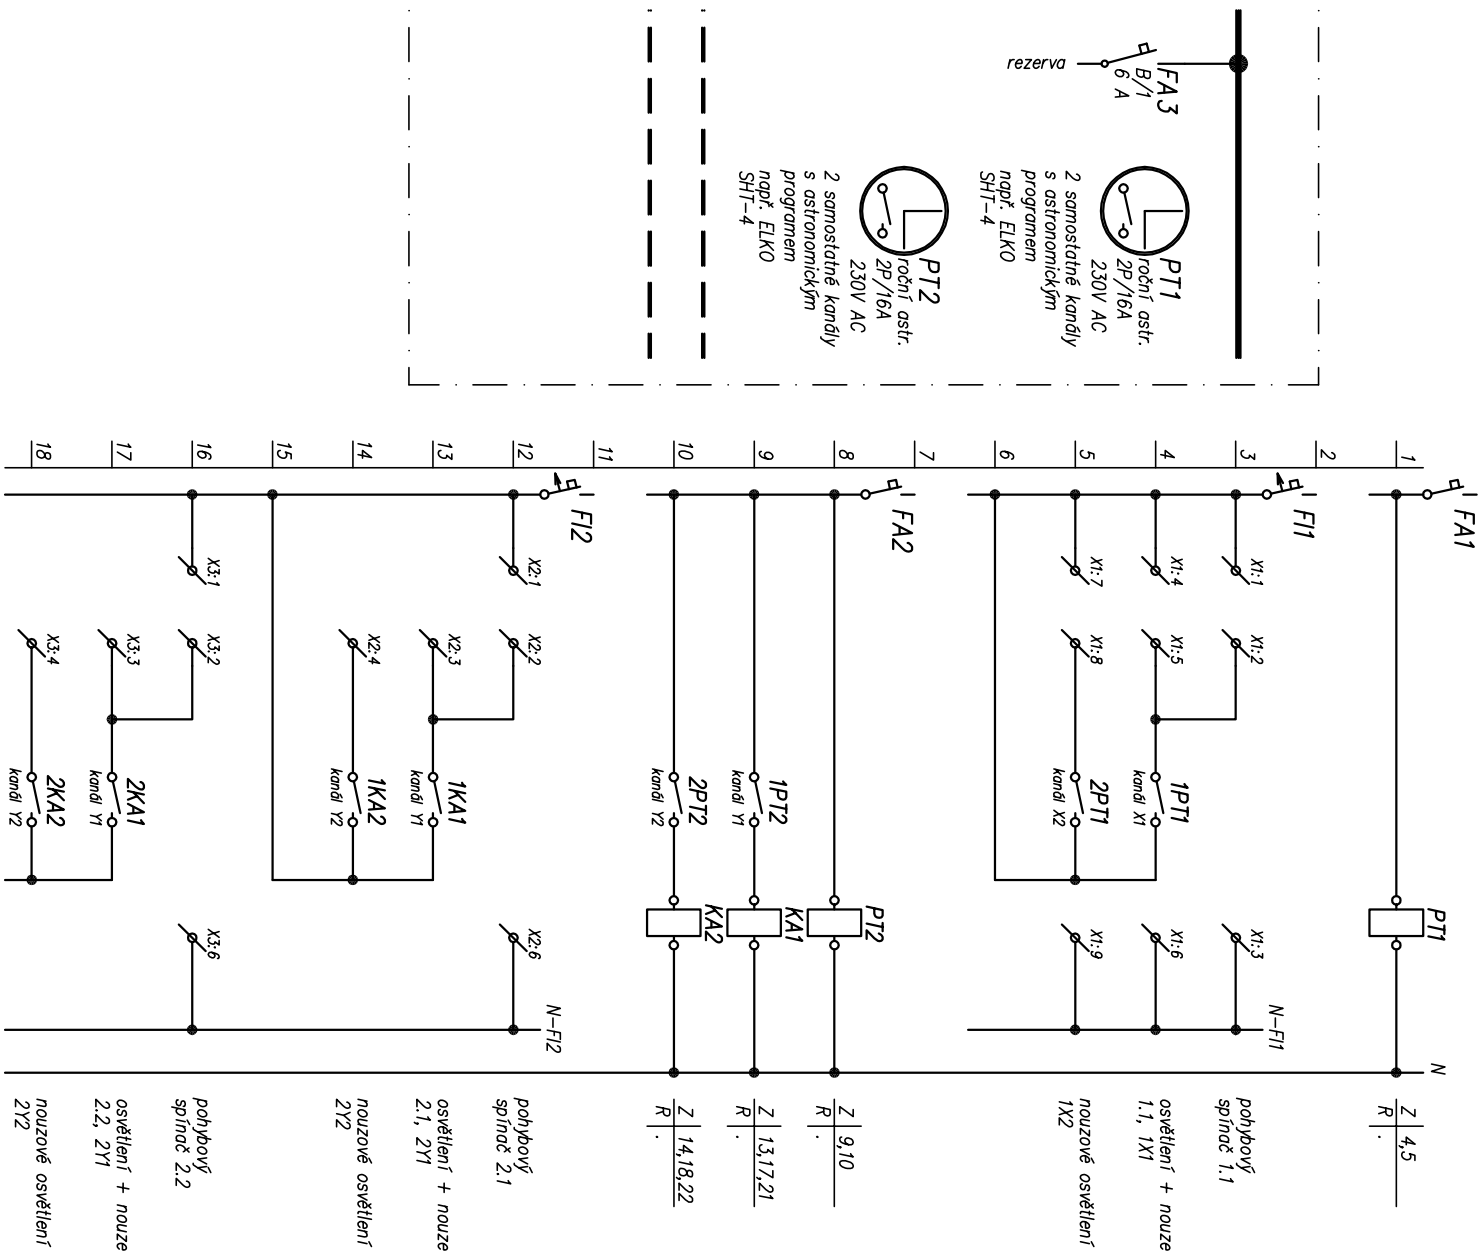 FA3
B/1
6 A
rezerva
PT1
roční astr.
2P/16A
230V AC
2 samostatné kanály
s astronomickým
programem
např. ELKO
SHT-4
PT2
roční astr.
2P/16A
230V AC
2 samostatné kanály
s astronomickým
programem
např. ELKO
SHT-4
1
2
3
4
5
6
7
8
9
10
11
12
13
14
15
16
17
18
FA1
PT1
N
Z 4,5
R .
FI1
X1:1
X1:2
X1:3
N-FI1
pohybový
spínač 1.1
X1:4
X1:5
1PT1
kanál X1
X1:6
osvětlení + nouze
1.1, 1X1
X1:7
X1:8
2PT1
kanál X2
X1:9
nouzové osvětlení
1X2
FA2
PT2
Z 9,10
R .
1PT2
kanál Y1
KA1
Z 13,17,21
R .
2PT2
kanál Y2
KA2
Z 14,18,22
R .
FI2
X2:1
X2:2
X2:6
N-FI2
pohybový
spínač 2.1
X2:3
1KA1
kanál Y1
osvětlení + nouze
2.1, 2Y1
X2:4
1KA2
kanál Y2
nouzové osvětlení
2Y2
X3:1
X3:2
X3:6
pohybový
spínač 2.2
X3:3
2KA1
kanál Y1
osvětlení + nouze
2.2, 2Y1
X3:4
2KA2
kanál Y2
nouzové osvětlení
2Y2